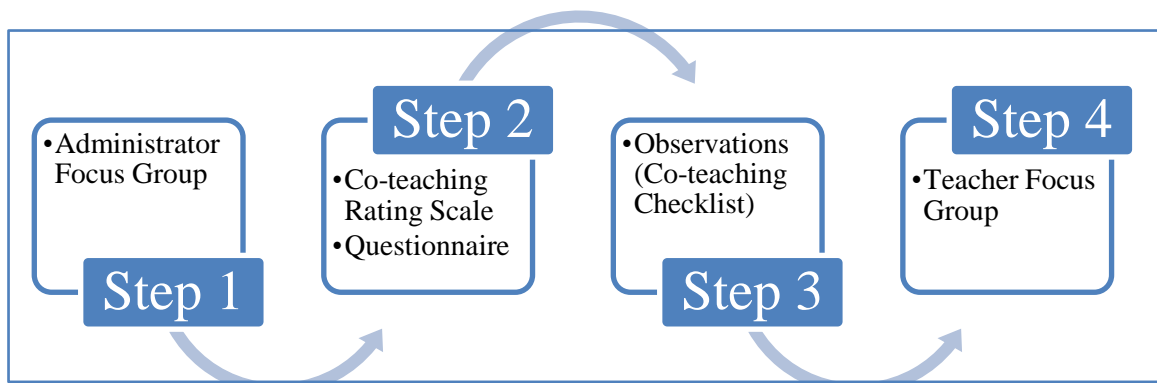 •Administrator
Focus Group
Step 1
Step 2
•Co-teaching
Rating Scale
•Questionnaire
•Observations
(Co-teaching
Checklist)
Step 3
Step 4
•Teacher Focus
Group